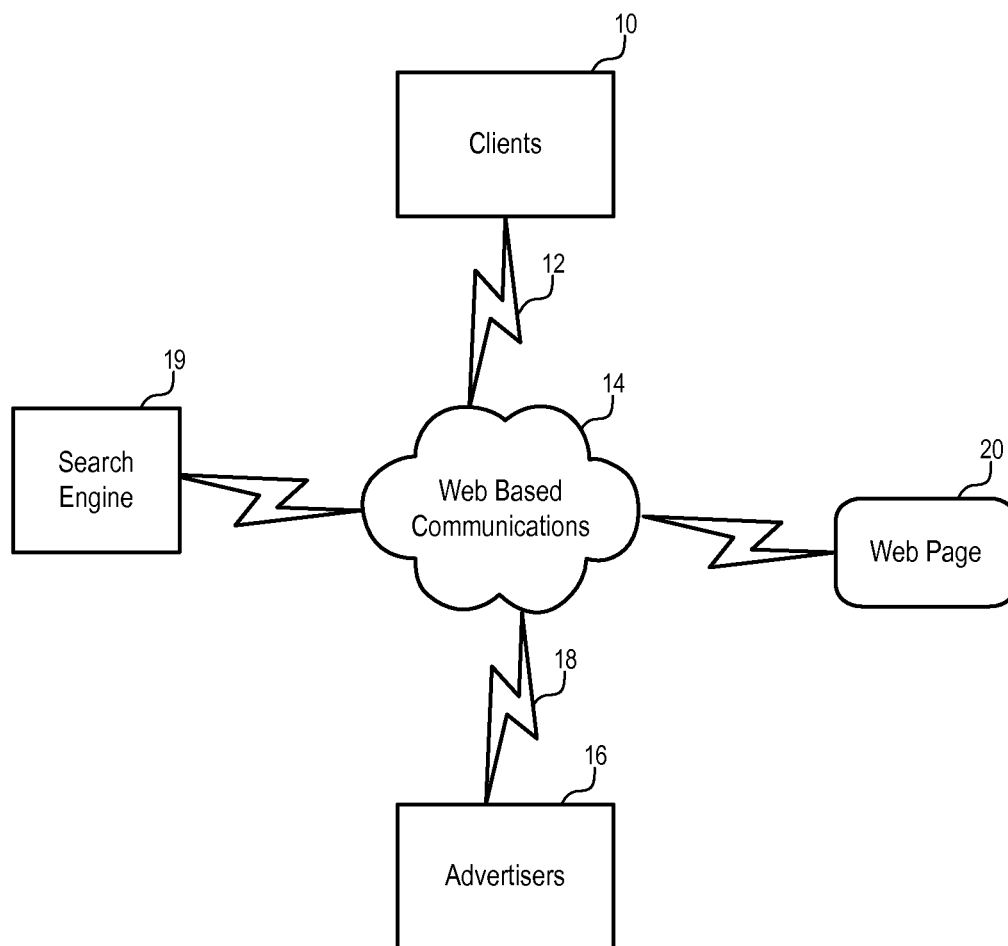 10
Clients
12
19
14
Search
Engine
Web Based
Communications
20
Web Page
18
16
Advertisers